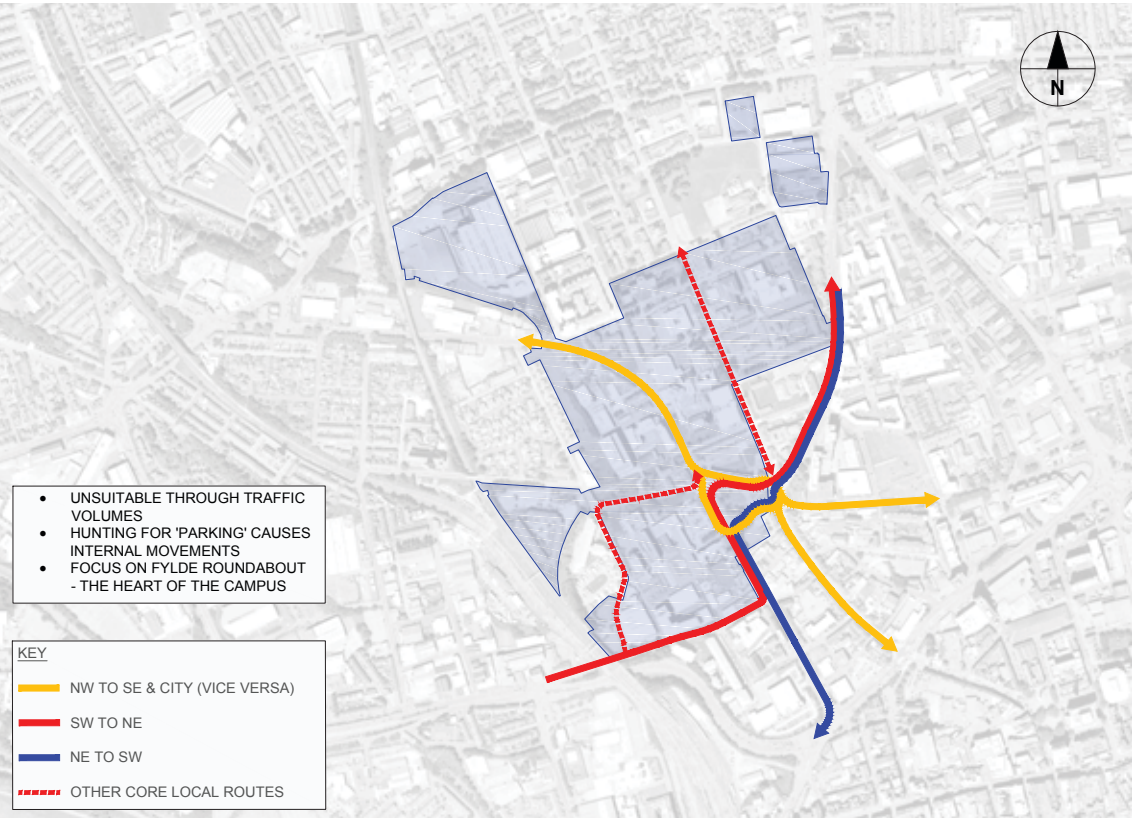 N
• UNSUITABLE THROUGH TRAFFIC
VOLUMES
• HUNTING FOR 'PARKING' CAUSES
INTERNAL MOVEMENTS
• FOCUS ON FYLDE ROUNDABOUT
- THE HEART OF THE CAMPUS
KEY
NW TO SE & CITY (VICE VERSA)
SW TO NE
NE TO SW
OTHER CORE LOCAL ROUTES